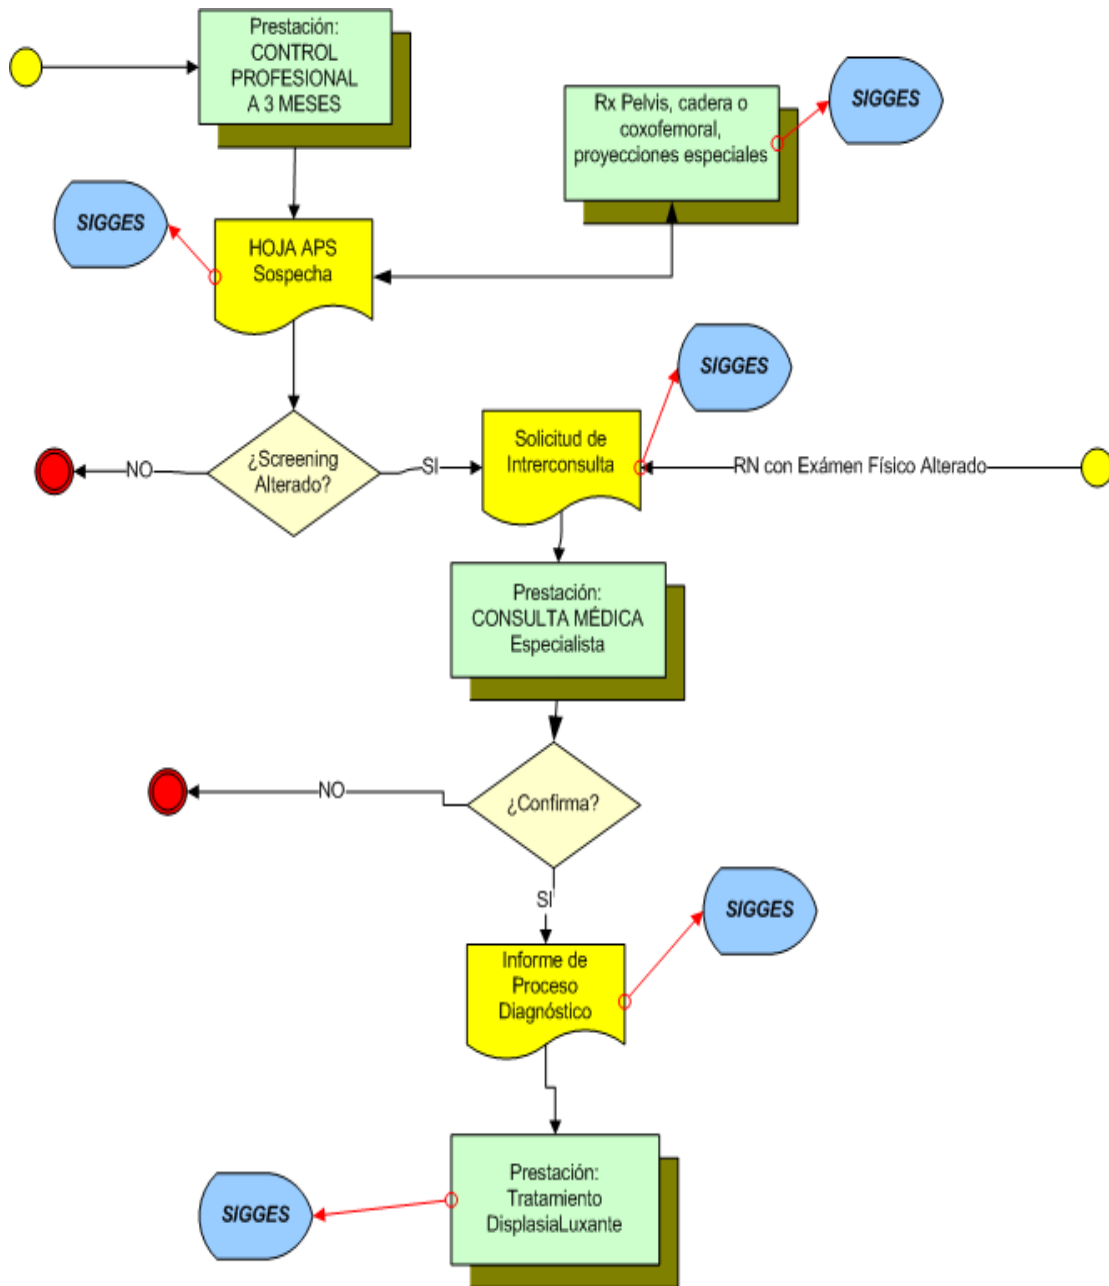 Prestación:
CONTROL
PROFESIONAL
A 3 MESES
Rx Pelvis, cadera o
coxofemoral,
proyecciones especiales
SIGGES
SIGGES
HOJA APS
Sospecha
SIGGES
¿Screening
Alterado?
NO
SI
Solicitud de
Intrerconsulta
RN con Exámen Físico Alterado
Prestación:
CONSULTA MÉDICA
Especialista
¿Confirma?
NO
SI
SIGGES
Informe de
Proceso
Diagnóstico
Prestación:
Tratamiento
DisplasiaLuxante
SIGGES